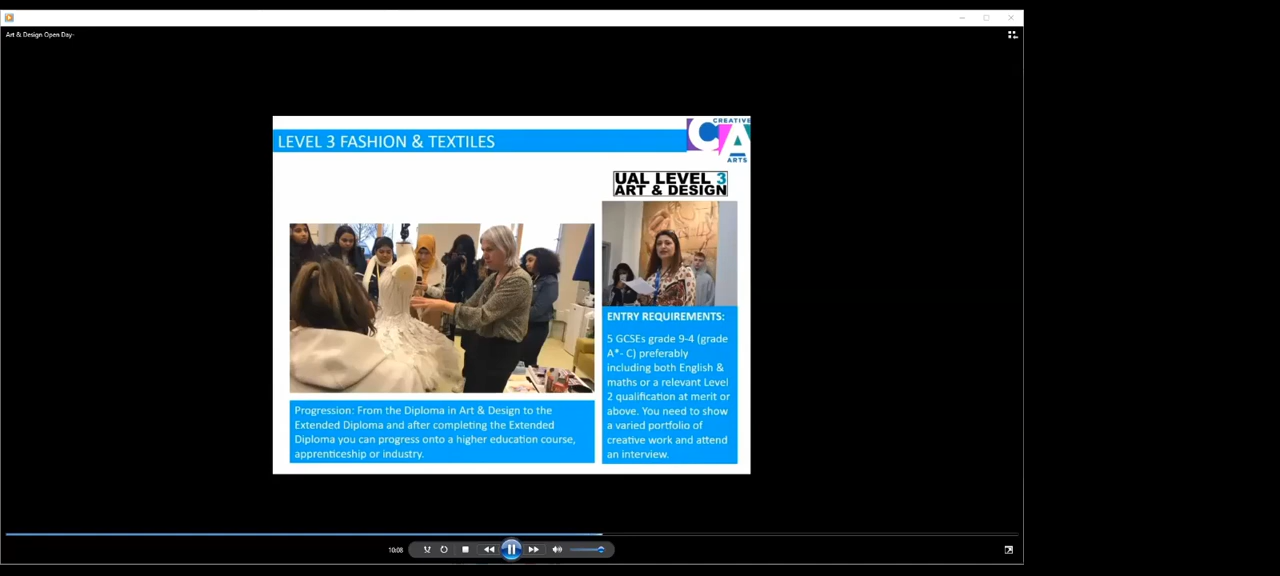 Art & Design Open Day-
LEVEL 3 FASHION & TEXTILES
CREATIVE
CA
ARTS
UAL LEVEL 3
ART & DESIGN
ENTRY REQUIREMENTS:
5 GCSEs grade 9-4 (grade
A*- C) preferably
including both English &
maths or a relevant Level
2 qualification at merit or
above. You need to show
a varied portfolio of
creative work and attend
an interview.
Progression: From the Diploma in Art & Design to the
Extended Diploma and after completing the Extended
Diploma you can progress onto a higher education course,
apprenticeship or industry.
10:08